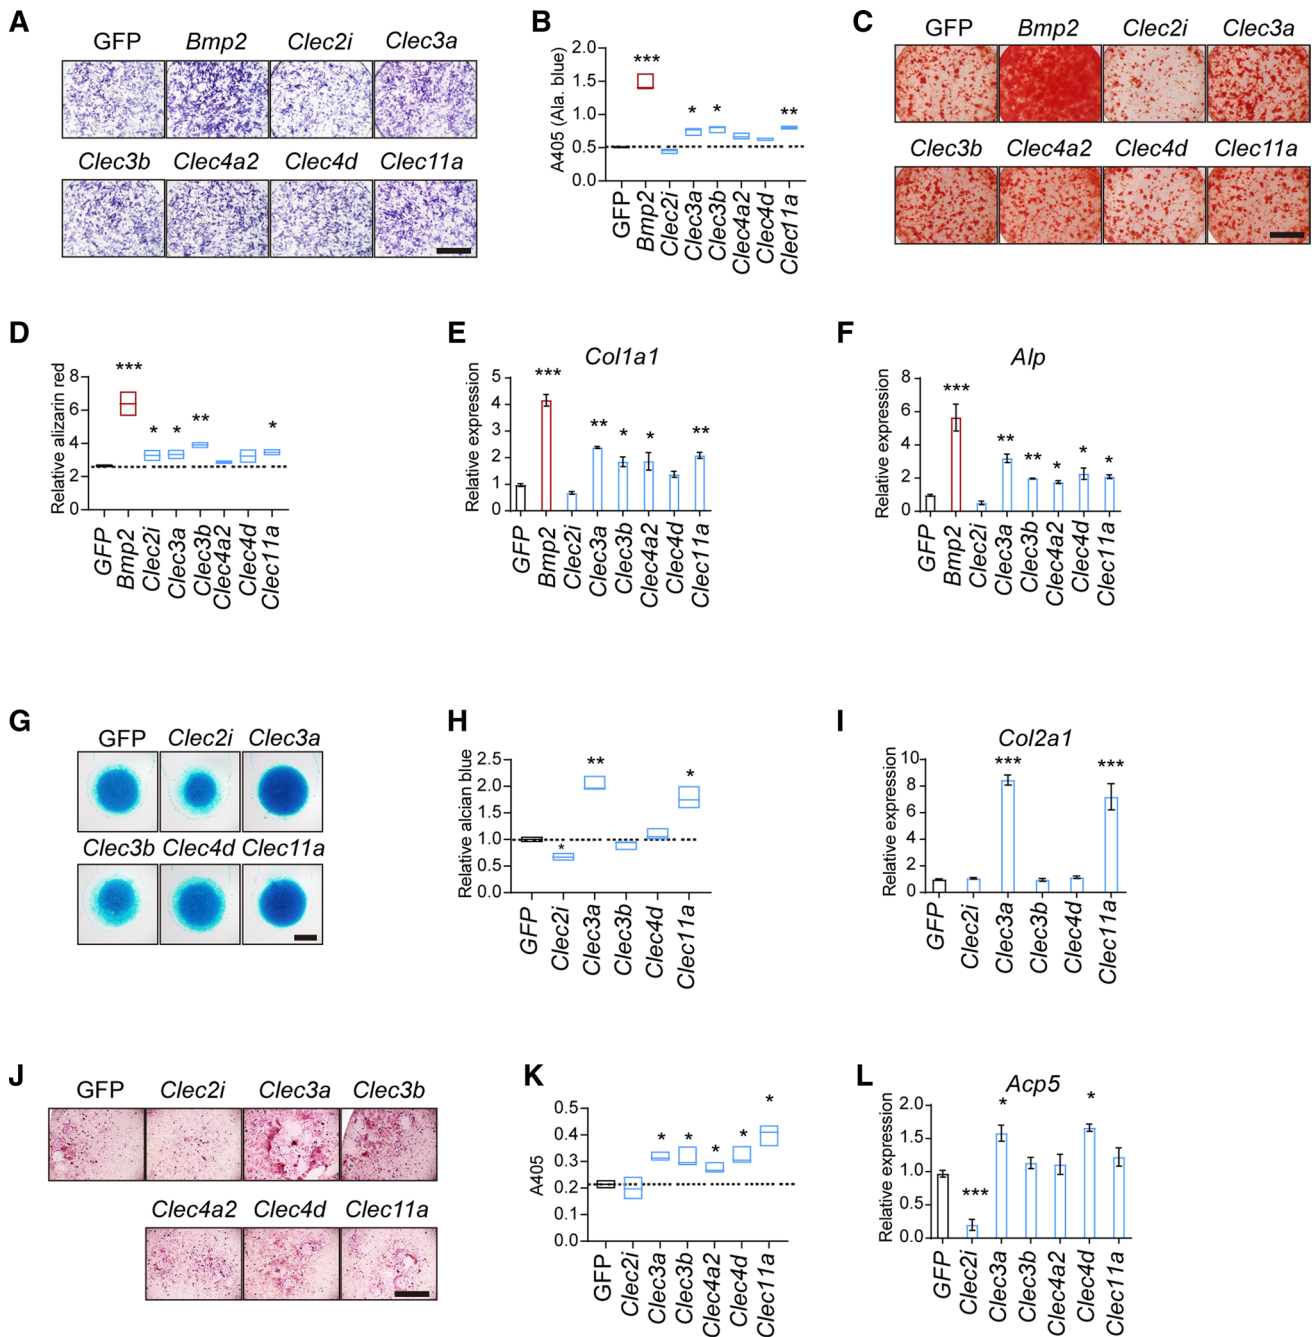 A
GFP Bmp2 Clec2i Clec3a
Clec3b Clec4a2 Clec4d Clec11a
B
A405 (Ala. blue)
2.0
1.5
1.0
0.5
0.0
***
* * **
GFP Bmp2 Clec2i Clec3a Clec3b Clec4a2 Clec4d Clec11a
C
GFP Bmp2 Clec2i Clec3a
Clec3b Clec4a2 Clec4d Clec11a
D
Relative alizarin red
8
6
4
2
0
***
* * ** *
GFP Bmp2 Clec2i Clec3a Clec3b Clec4a2 Clec4d Clec11a
E
Col1a1
Relative expression
5
4
3
2
1
0
***
** * * **
GFP Bmp2 Clec2i Clec3a Clec3b Clec4a2 Clec4d Clec11a
F
Alp
Relative expression
8
6
4
2
0
***
** ** * * *
GFP Bmp2 Clec2i Clec3a Clec3b Clec4a2 Clec4d Clec11a
G
GFP Clec2i Clec3a
Clec3b Clec4d Clec11a
H
Relative alcian blue
2.5
2.0
1.5
1.0
0.5
0.0
* ** *
GFP Clec2i Clec3a Clec3b Clec4d Clec11a
I
Col2a1
Relative expression
10
8
6
4
2
0
*** ***
GFP Clec2i Clec3a Clec3b Clec4d Clec11a
J
GFP Clec2i Clec3a Clec3b
Clec4a2 Clec4d Clec11a
K
A405
0.5
0.4
0.3
0.2
0.1
0.0
* * * * *
GFP Clec2i Clec3a Clec3b Clec4a2 Clec4d Clec11a
L
Acp5
Relative expression
2.0
1.5
1.0
0.5
0.0
*** * *
GFP Clec2i Clec3a Clec3b Clec4a2 Clec4d Clec11a